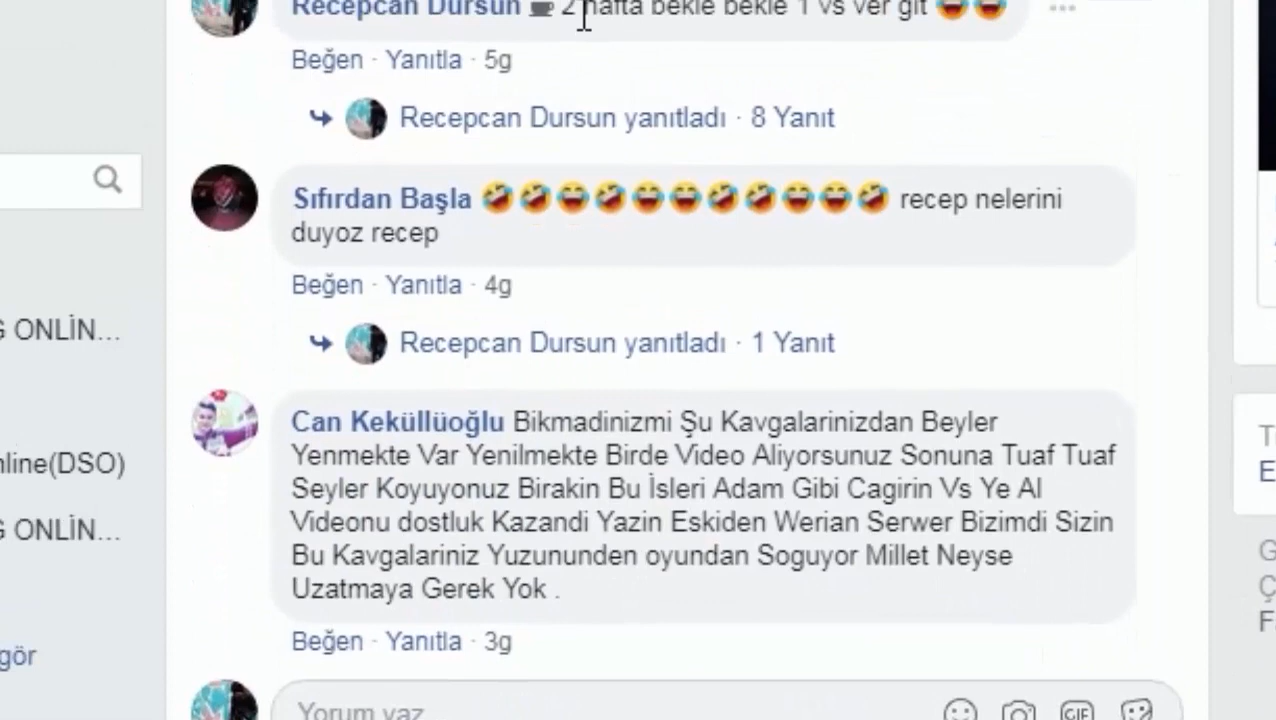 Recepcan Dursun ☕ 2 hafta bekle bekle 1 vs ver git 😂😂
Beğen · Yanıtla · 5g
Recepcan Dursun yanıtladı · 8 Yanıt
Sıfırdan Başla 🤣🤣😂🤣😂😂🤣🤣😂😂🤣 recep nelerini
duyoz recep
Beğen · Yanıtla · 4g
G ONLİN...
Recepcan Dursun yanıtladı · 1 Yanıt
Can Keküllüoğlu Bikmadinizmi Şu Kavgalarinizdan Beyler
Yenmekte Var Yenilmekte Birde Video Aliyorsunuz Sonuna Tuaf Tuaf
nline(DSO)
Seyler Koyuyonuz Birakin Bu İsleri Adam Gibi Cagirin Vs Ye Al
Videonu dostluk Kazandi Yazin Eskiden Werian Serwer Bizimdi Sizin
G ONLİN...
Bu Kavgalariniz Yuzununden oyundan Soguyor Millet Neyse
Uzatmaya Gerek Yok .
Beğen · Yanıtla · 3g
gör
Yorum yaz
GIF